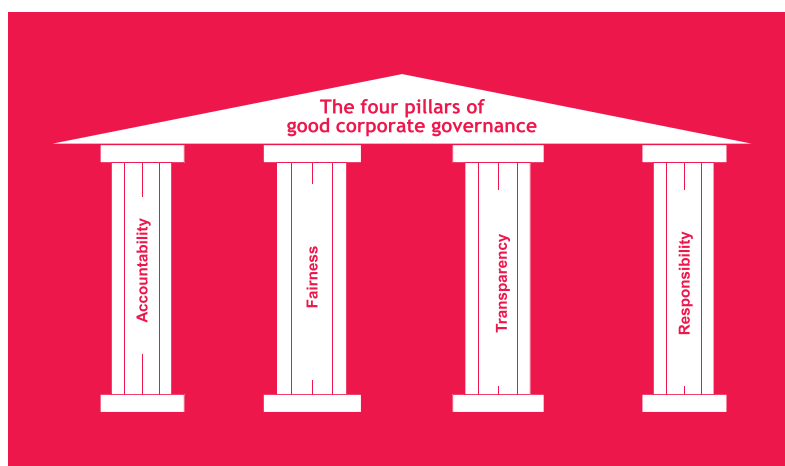 The four pillars of
good corporate governance
Accountability
Fairness
Transparency
Responsibility